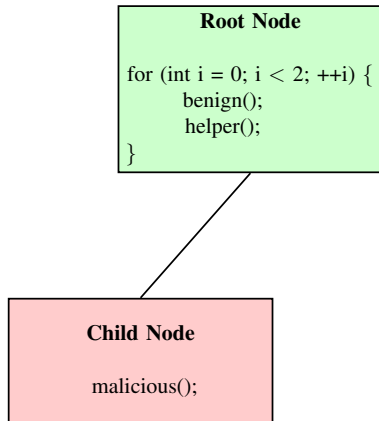 Root Node
for (int i = 0; i < 2; ++i) {
benign();
helper();
}
Child Node
malicious();